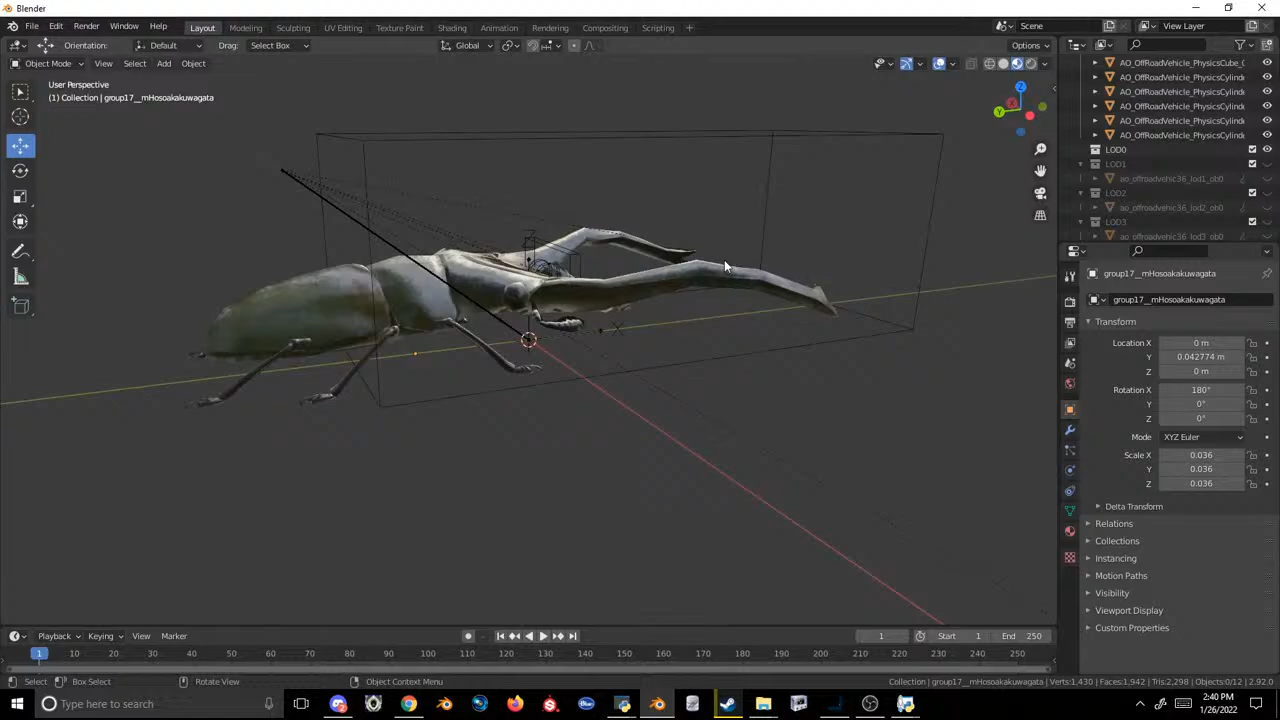 Blender
File Edit Render Window Help
Layout Modeling Sculpting UV Editing Texture Paint Shading Animation Rendering Compositing Scripting
Scene
View Layer
Orientation: Default Drag: Select Box
Global
Options
Object Mode View Select Add Object
User Perspective
(1) Collection | group17__mHosoakakuwagata
Z
Y
X
AO_OffRoadVehicle_PhysicsCube_
AO_OffRoadVehicle_PhysicsCylind
AO_OffRoadVehicle_PhysicsCylind
AO_OffRoadVehicle_PhysicsCylind
AO_OffRoadVehicle_PhysicsCylind
AO_OffRoadVehicle_PhysicsCylind
LOD0
LOD1
ao_offroadvehic36_lod1_ob0
LOD2
ao_offroadvehic36_lod2_ob0
LOD3
ao_offroadvehic36_lod3_ob0
group17__mHosoakakuwagata
group17__mHosoakakuwagata
Transform
Location X 0 m
Y 0.042774 m
Z 0 m
Rotation X 180°
Y 0°
Z 0°
Mode XYZ Euler
Scale X 0.036
Y 0.036
Z 0.036
Delta Transform
Relations
Collections
Instancing
Motion Paths
Visibility
Viewport Display
Custom Properties
Playback Keying View Marker
1 Start 1 End 250
1 10 20 30 40 50 60 70 80 90 100 110 120 130 140 150 160 170 180 190 200 210 220 230 240 250
Select Box Select Rotate View Object Context Menu
Collection | group17__mHosoakakuwagata | Verts:1,430 | Faces:1,942 | Tris:2,298 | Objects:0/12 | 2.92.0
Type here to search
2:40 PM
1/26/2022